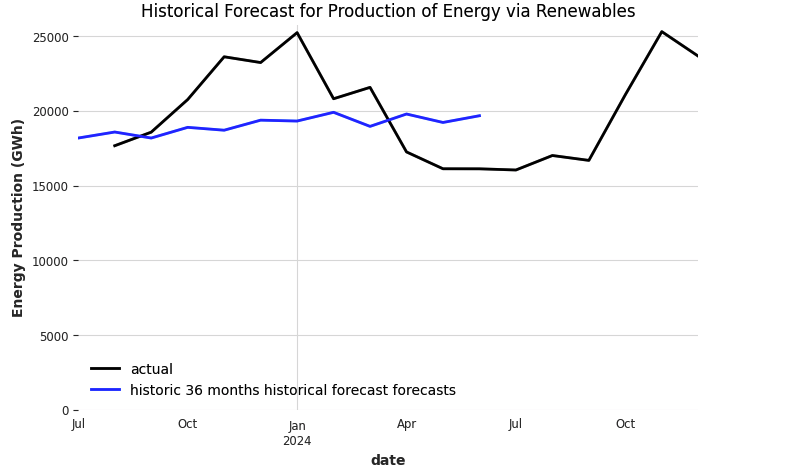 Historical Forecast for Production of Energy via Renewables
Energy Production (GWh)
25000
20000
15000
10000
5000
0
actual
historic 36 months historical forecast forecasts
Jul Oct Jan Apr Jul Oct
2024
date